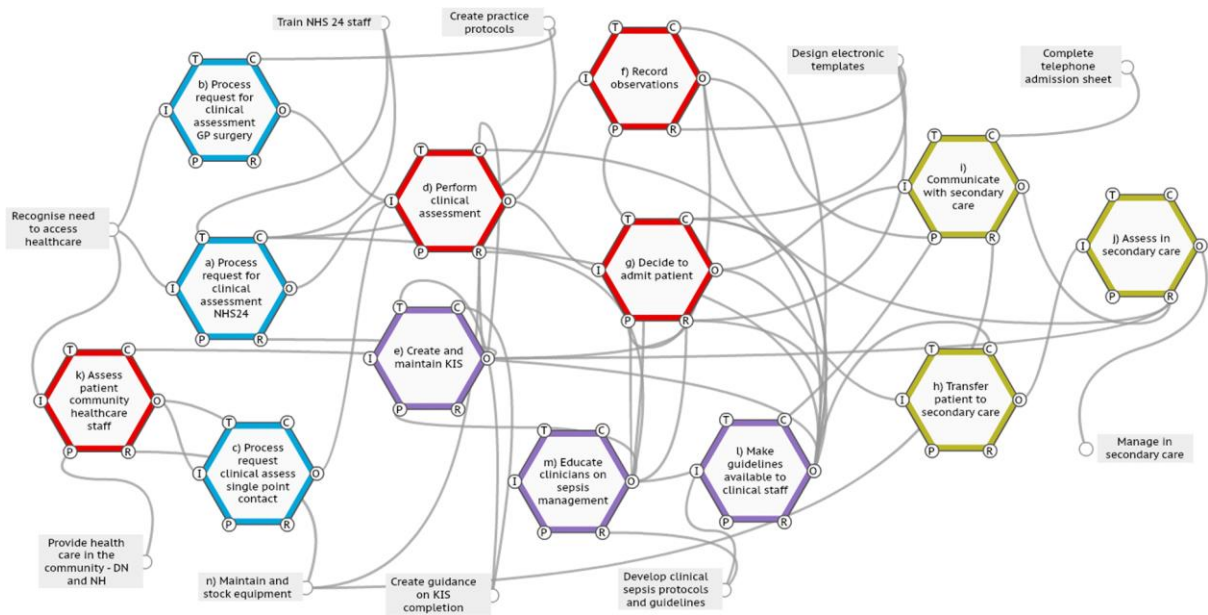 Train NHS 24 staff
Create practice
protocols
Design electronic
templates
Complete
telephone
admission sheet
T
C
b) Process
request for
clinical
assessment
GP surgery
I
O
P
R
T
C
f) Record
observations
I
O
P
R
T
C
d) Perform
clinical
assessment
I
O
P
R
T
C
i)
Communicate
with secondary
care
I
O
P
R
Recognise need
to access
healthcare
T
C
a) Process
request for
clinical
assessment
NHS24
I
O
P
R
T
C
g) Decide to
admit patient
I
O
P
R
T
C
j) Assess in
secondary care
I
O
P
R
T
C
e) Create and
maintain KIS
I
O
P
R
T
C
k) Assess
patient
community
healthcare
staff
I
O
P
R
T
C
h) Transfer
patient to
secondary care
I
O
P
R
T
C
c) Process
request
clinical assess
single point
contact
I
O
P
R
T
C
m) Educate
clinicians on
sepsis
management
I
O
P
R
T
C
l) Make
guidelines
available to
clinical staff
I
O
P
R
Manage in
secondary care
Provide health
care in the
community - DN
and NH
n) Maintain and
stock equipment
Create guidance
on KIS
completion
Develop clinical
sepsis protocols
and guidelines